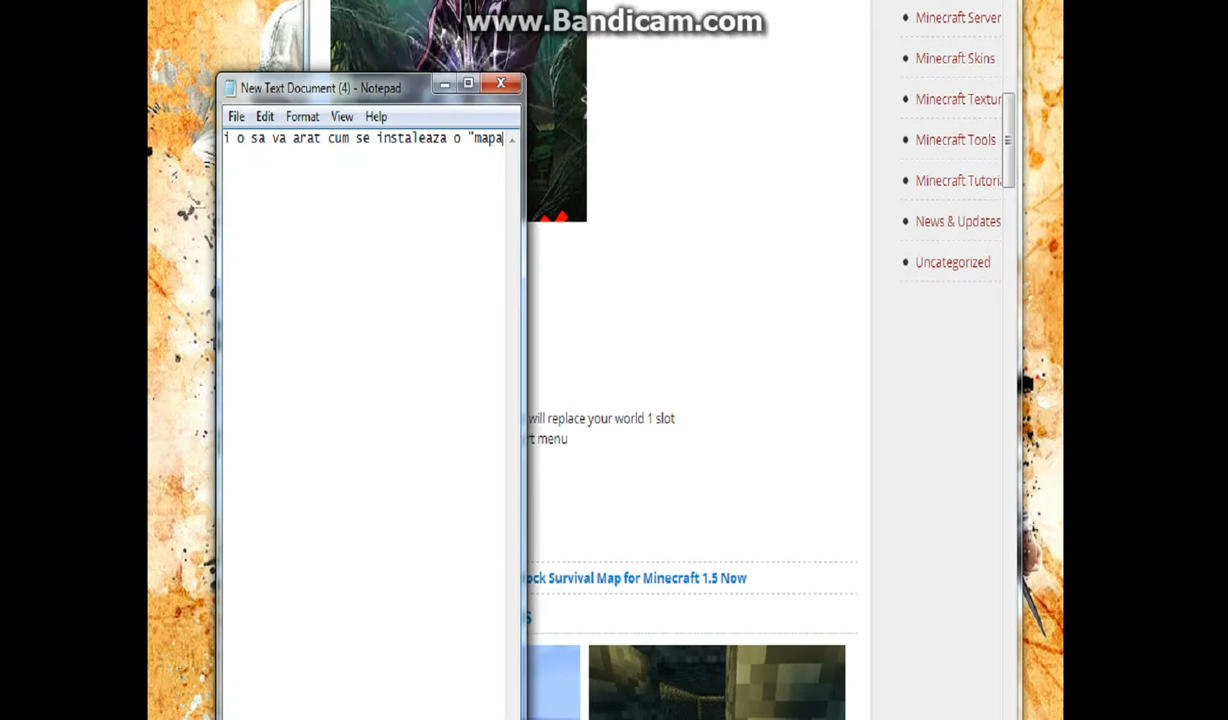 www.Bandicam.com
New Text Document (4) - Notepad
File Edit Format View Help
i o sa va arat cum se instaleaza o "mapa
Minecraft Server
Minecraft Skins
Minecraft Textur
Minecraft Tools
Minecraft Tutori
News & Updates
Uncategorized
will replace your world 1 slot
rt menu
ock Survival Map for Minecraft 1.5 Now